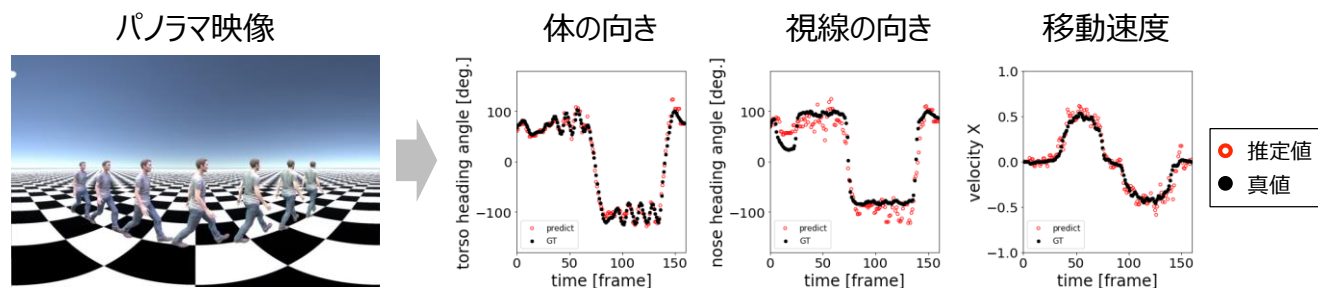 パノラマ映像
体の向き
視線の向き
移動速度
torso heading angle [deg.]
100
0
−100
predict
GT
0
50
100
150
time [frame]
nose heading angle [deg.]
100
0
−100
predict
GT
0
50
100
150
time [frame]
velocity X
1.0
0.5
0.0
−0.5
−1.0
predict
GT
0
50
100
150
time [frame]
推定値
真値